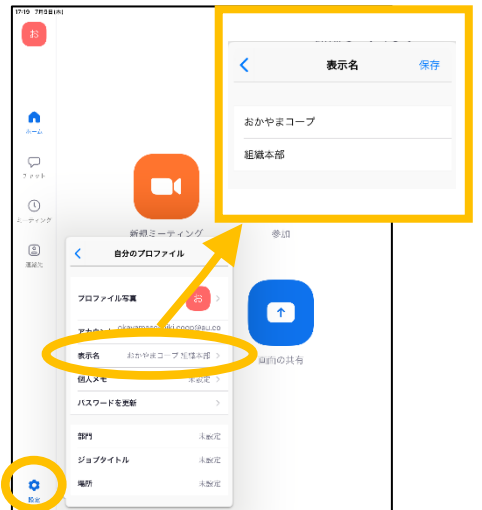 17:19 7月9日(木)
お
ホーム
チャット
ミーティング
連絡先
設定
新規ミーティング
参加
画面の共有
自分のプロファイル
プロファイル写真
お
表示名 おかやまコープ 組織本部
個人メモ 未設定
パスワードを更新
部門 未設定
ジョブタイトル 未設定
場所 未設定
表示名 保存
おかやまコープ
組織本部